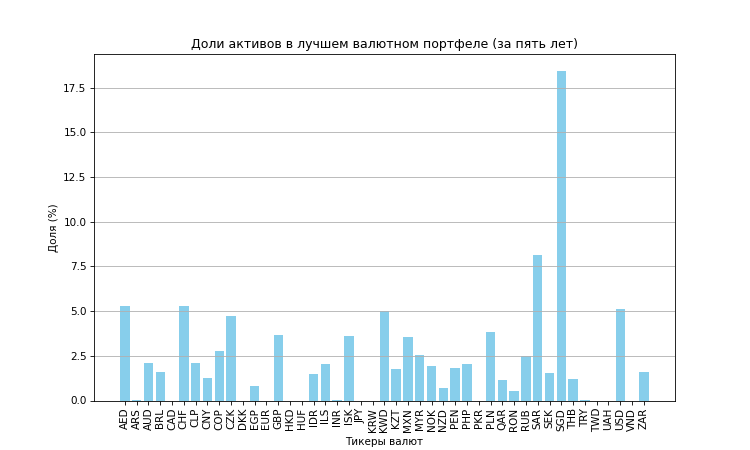 Доли активов в лучшем валютном портфеле (за пять лет)
Доля (%)
17.5
15.0
12.5
10.0
7.5
5.0
2.5
0.0
AED ARS AUD BRL CAD CHF CLP CNY COP CZK DKK EGP EUR GBP HKD HUF IDR ILS INR ISK JPY KRW KWD KZT MXN MYR NOK NZD PEN PHP PKR PLN QAR RON RUB SAR SEK SGD THB TRY TWD UAH USD VND ZAR
Тикеры валют